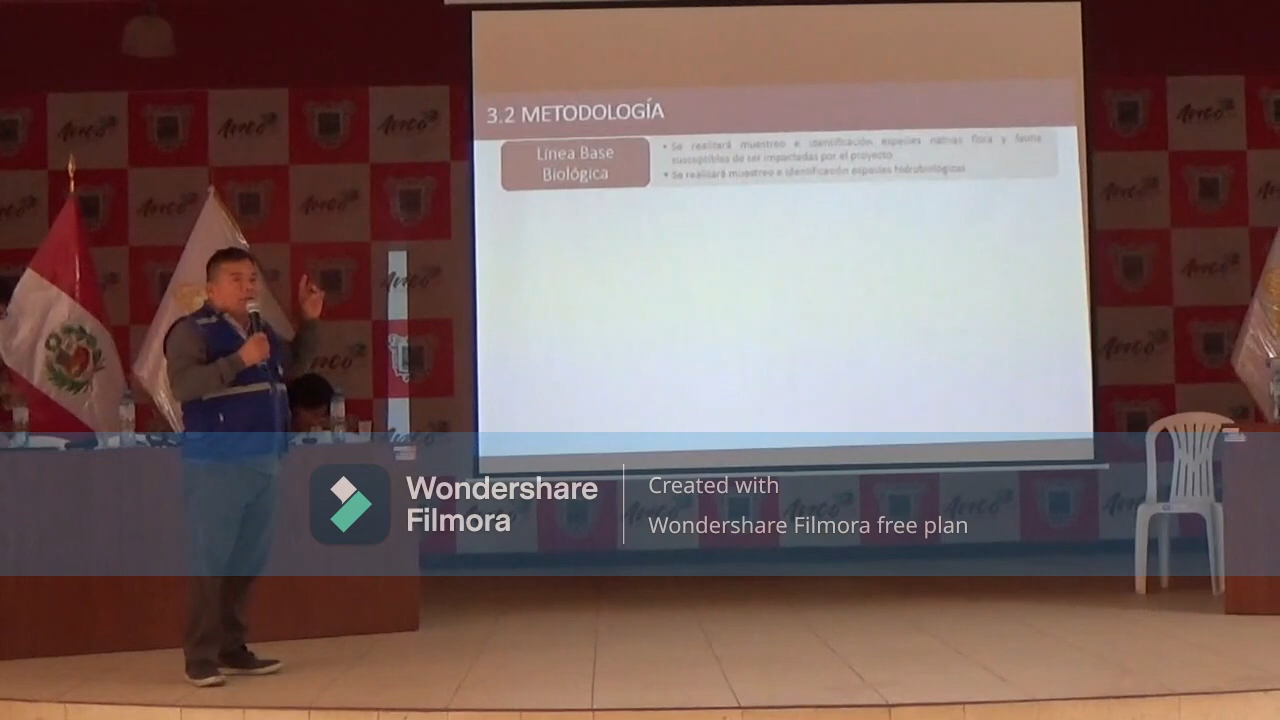 3.2 METODOLOGÍA
Línea Base
Biológica
• Se realizará muestreo e identificación especies nativas flora y fauna
susceptibles de ser impactadas por el proyecto
• Se realizará muestreo e identificación especies hidrobiológicas
Wondershare
Filmora
Created with
Wondershare Filmora free plan